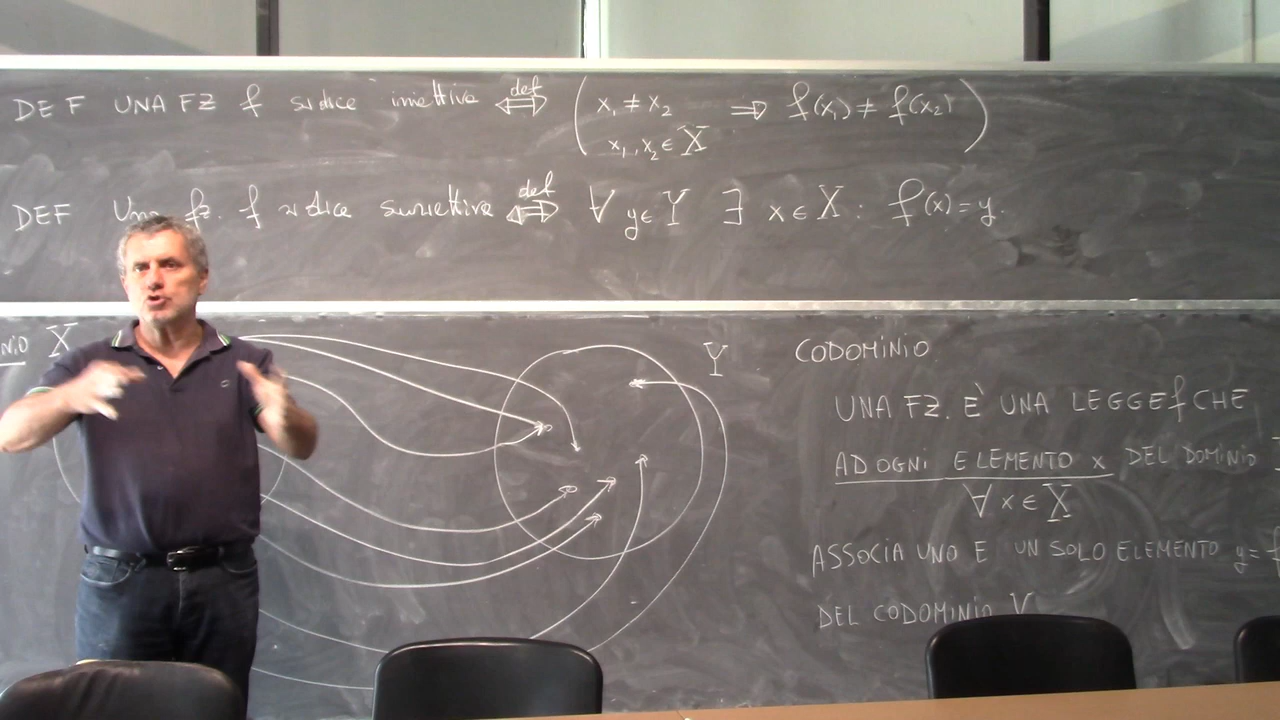 DEF UNA FZ f si dice iniettiva ⟺ def ( x₁ ≠ x₂ ⇒ f(x₁) ≠ f(x₂) )
x₁, x₂ ∈ X
DEF Una fz. f si dice suriettiva ⟺ def ∀ y ∈ Y ∃ x ∈ X : f(x) = y.
NIO X
Y CODOMINIO
UNA FZ. È UNA LEGGE f CHE
AD OGNI ELEMENTO x DEL DOMINIO
∀ x ∈ X
ASSOCIA UNO E UN SOLO ELEMENTO y =
DEL CODOMINIO Y